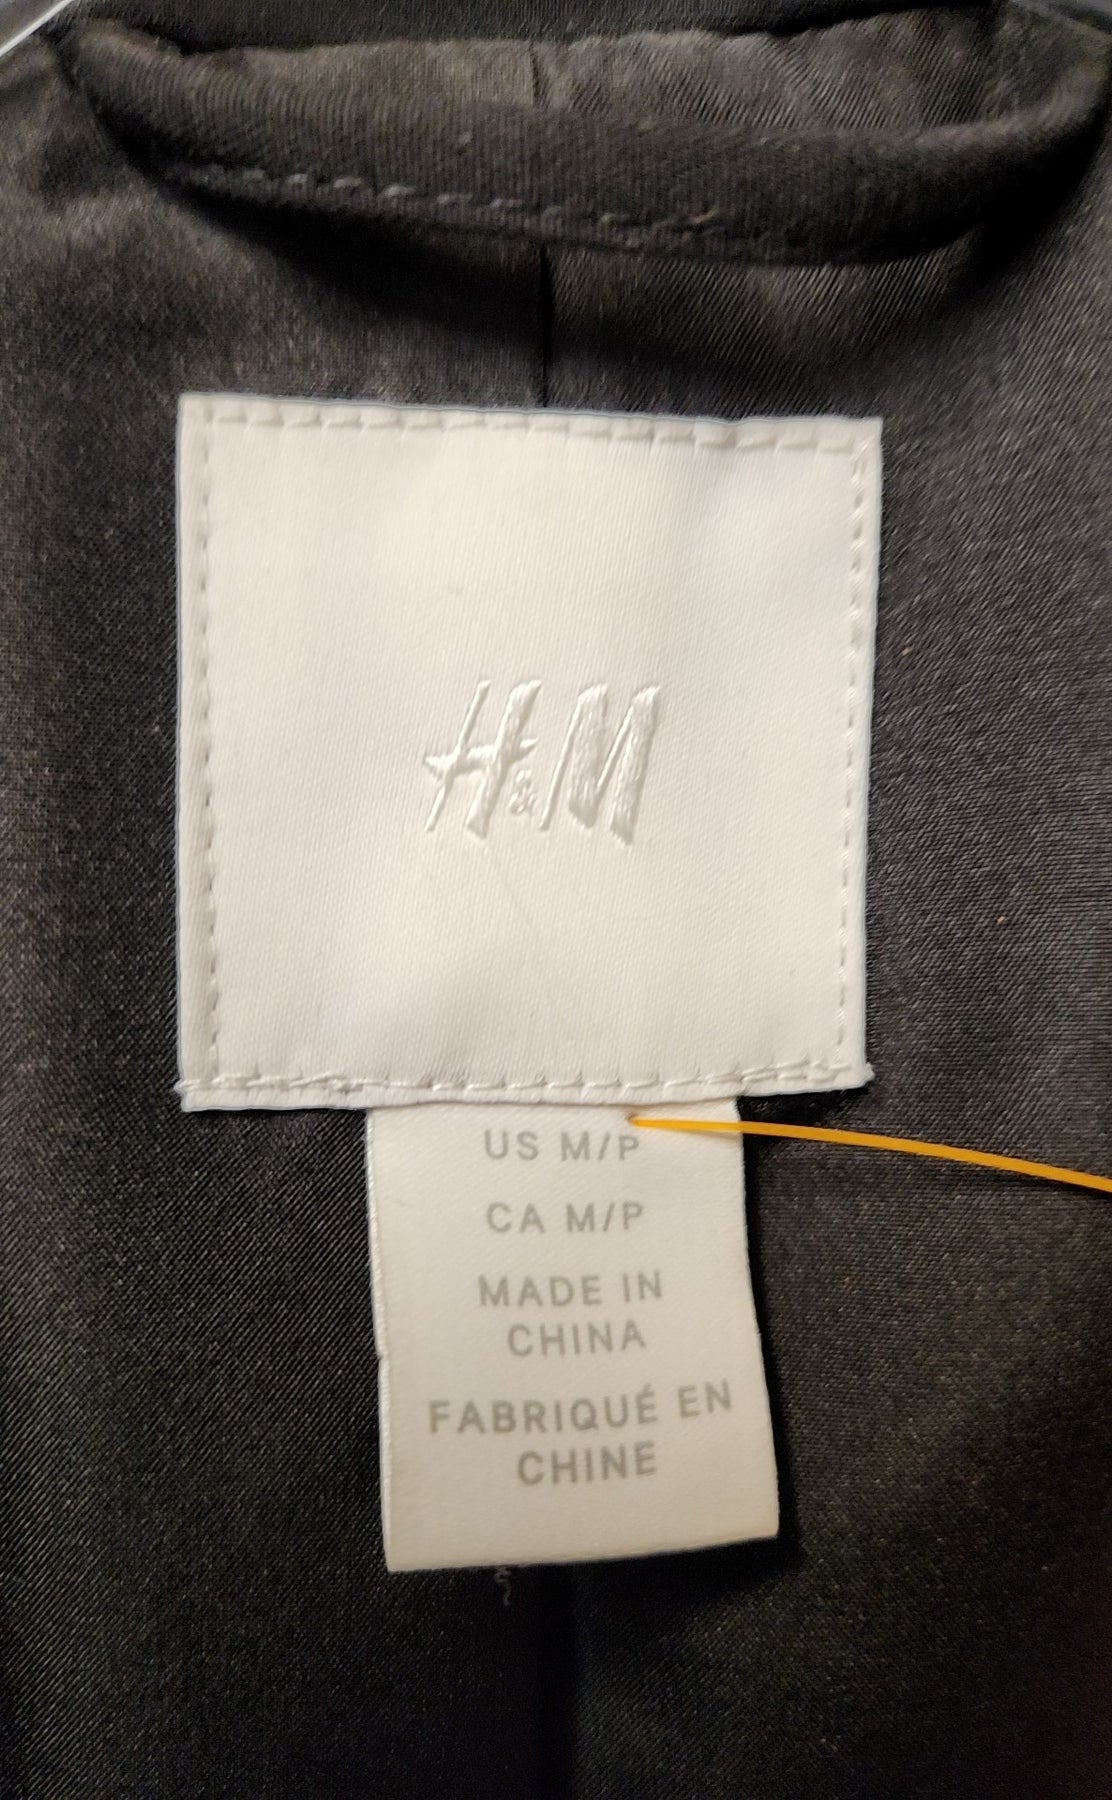 H&M
US M/P
CA M/P
MADE IN
CHINA
FABRIQUÉ EN
CHINE